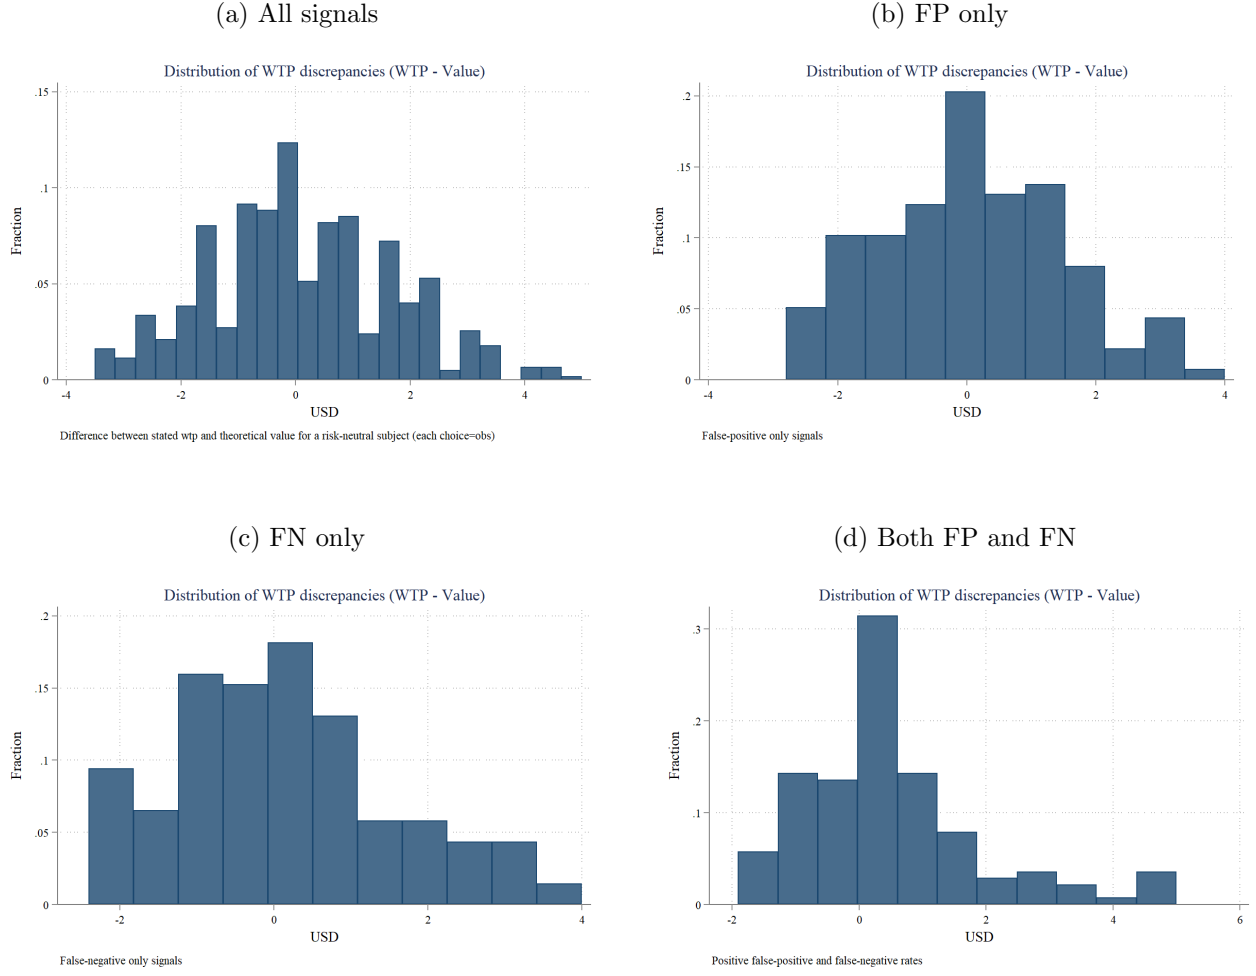 (a) All signals
Distribution of WTP discrepancies (WTP - Value)
.15
.1
.05
0
Fraction
-4
-2
0
2
4
USD
Difference between stated wtp and theoretical value for a risk-neutral subject (each choice=obs)
(b) FP only
Distribution of WTP discrepancies (WTP - Value)
.2
.15
.1
.05
0
Fraction
-4
-2
0
2
4
USD
False-positive only signals
(c) FN only
Distribution of WTP discrepancies (WTP - Value)
.2
.15
.1
.05
0
Fraction
-2
0
2
4
USD
False-negative only signals
(d) Both FP and FN
Distribution of WTP discrepancies (WTP - Value)
.3
.2
.1
0
Fraction
-2
0
2
4
6
USD
Positive false-positive and false-negative rates